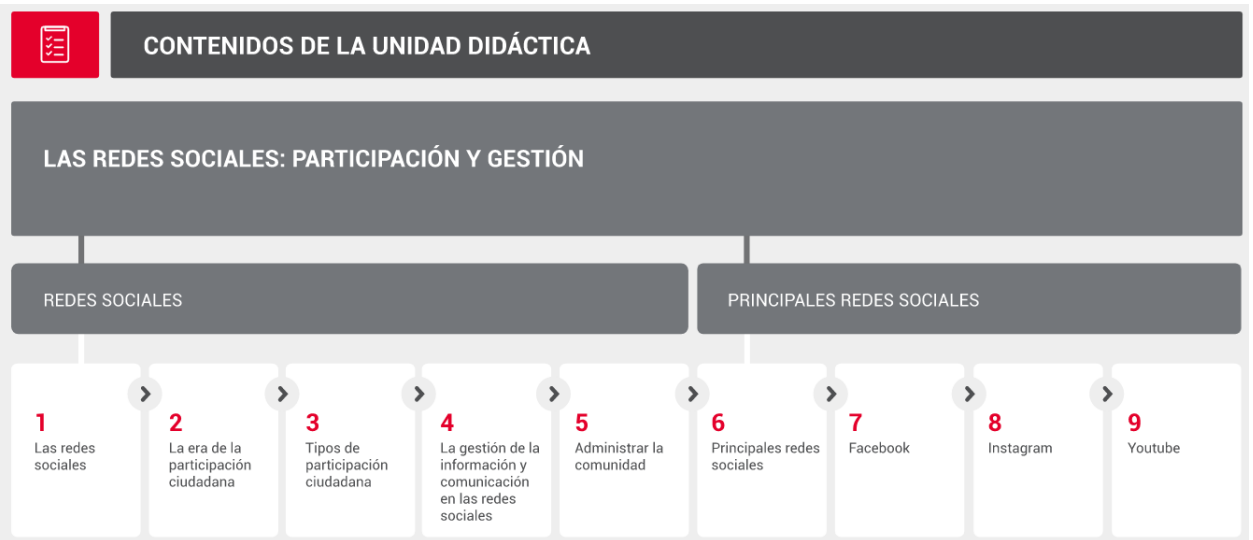 CONTENIDOS DE LA UNIDAD DIDÁCTICA
LAS REDES SOCIALES: PARTICIPACIÓN Y GESTIÓN
REDES SOCIALES
PRINCIPALES REDES SOCIALES
1
Las redes
sociales
2
La era de la
participación
ciudadana
3
Tipos de
participación
ciudadana
4
La gestión de la
información y
comunicación
en las redes
sociales
5
Administrar la
comunidad
6
Principales redes
sociales
7
Facebook
8
Instagram
9
Youtube